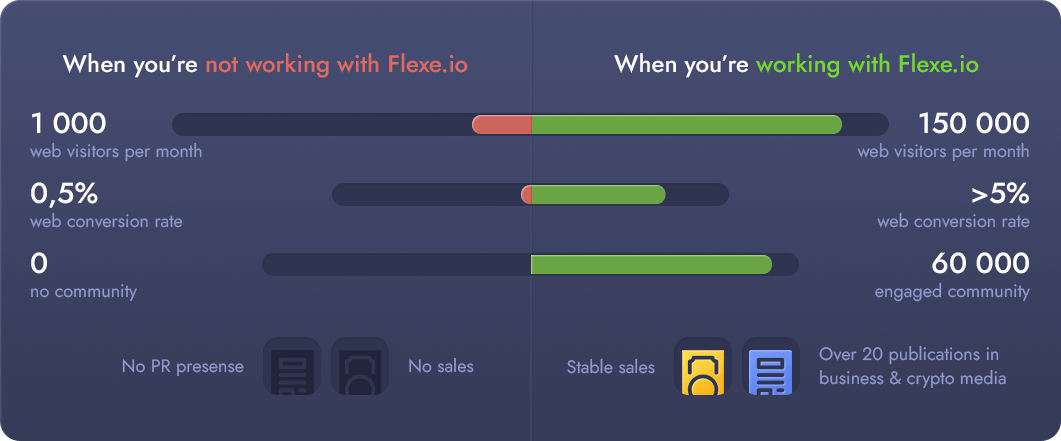 When you're not working with Flexe.io
1 000
web visitors per month
0,5%
web conversion rate
0
no community
No PR presense
No sales
When you're working with Flexe.io
150 000
web visitors per month
>5%
web conversion rate
60 000
engaged community
Stable sales
Over 20 publications in
business & crypto media